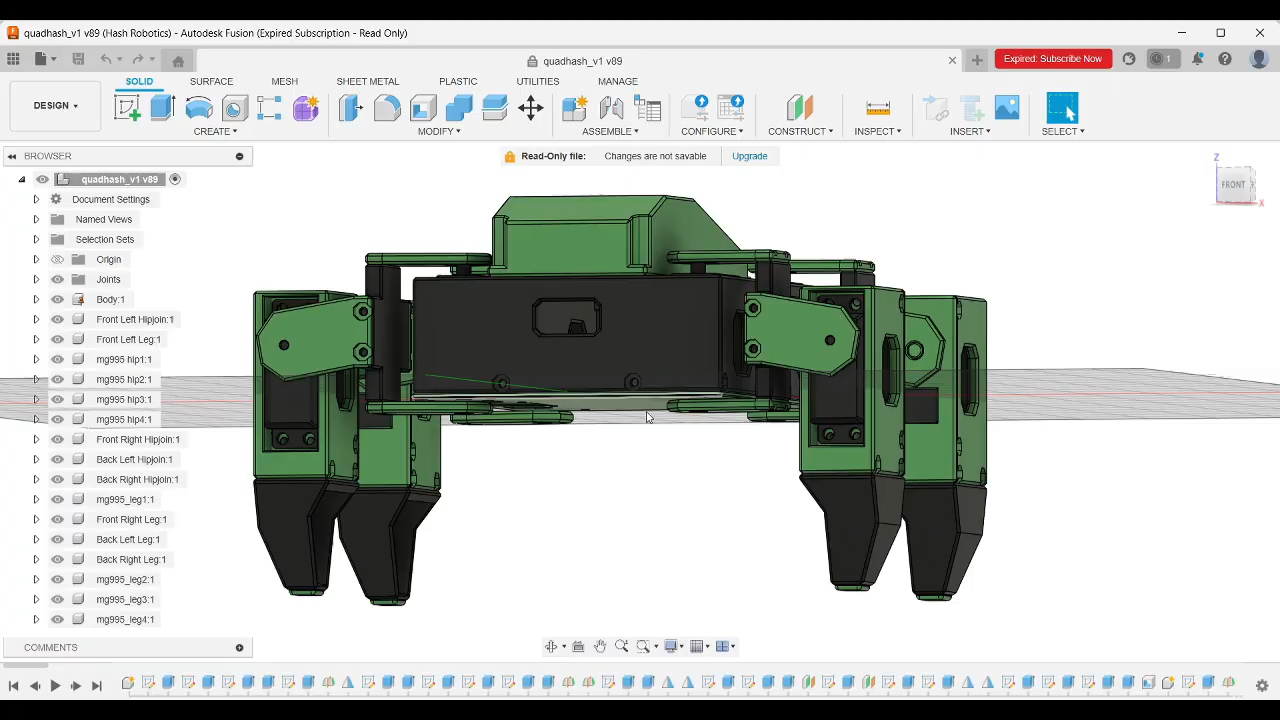 quadhash_v1 v89 (Hash Robotics) - Autodesk Fusion (Expired Subscription - Read Only)
quadhash_v1 v89
Expired: Subscribe Now
1
SOLID
SURFACE
MESH
SHEET METAL
PLASTIC
UTILITIES
MANAGE
DESIGN
CREATE
MODIFY
ASSEMBLE
CONFIGURE
CONSTRUCT
INSPECT
INSERT
SELECT
BROWSER
Read-Only file:
Changes are not savable
Upgrade
Z
FRONT
X
quadhash_v1 v89
Document Settings
Named Views
Selection Sets
Origin
Joints
Body:1
Front Left Hipjoin:1
Front Left Leg:1
mg995 hip1:1
mg995 hip2:1
mg995 hip3:1
mg995 hip4:1
Front Right Hipjoin:1
Back Left Hipjoin:1
Back Right Hipjoin:1
mg995_leg1:1
Front Right Leg:1
Back Left Leg:1
Back Right Leg:1
mg995_leg2:1
mg995_leg3:1
mg995_leg4:1
COMMENTS